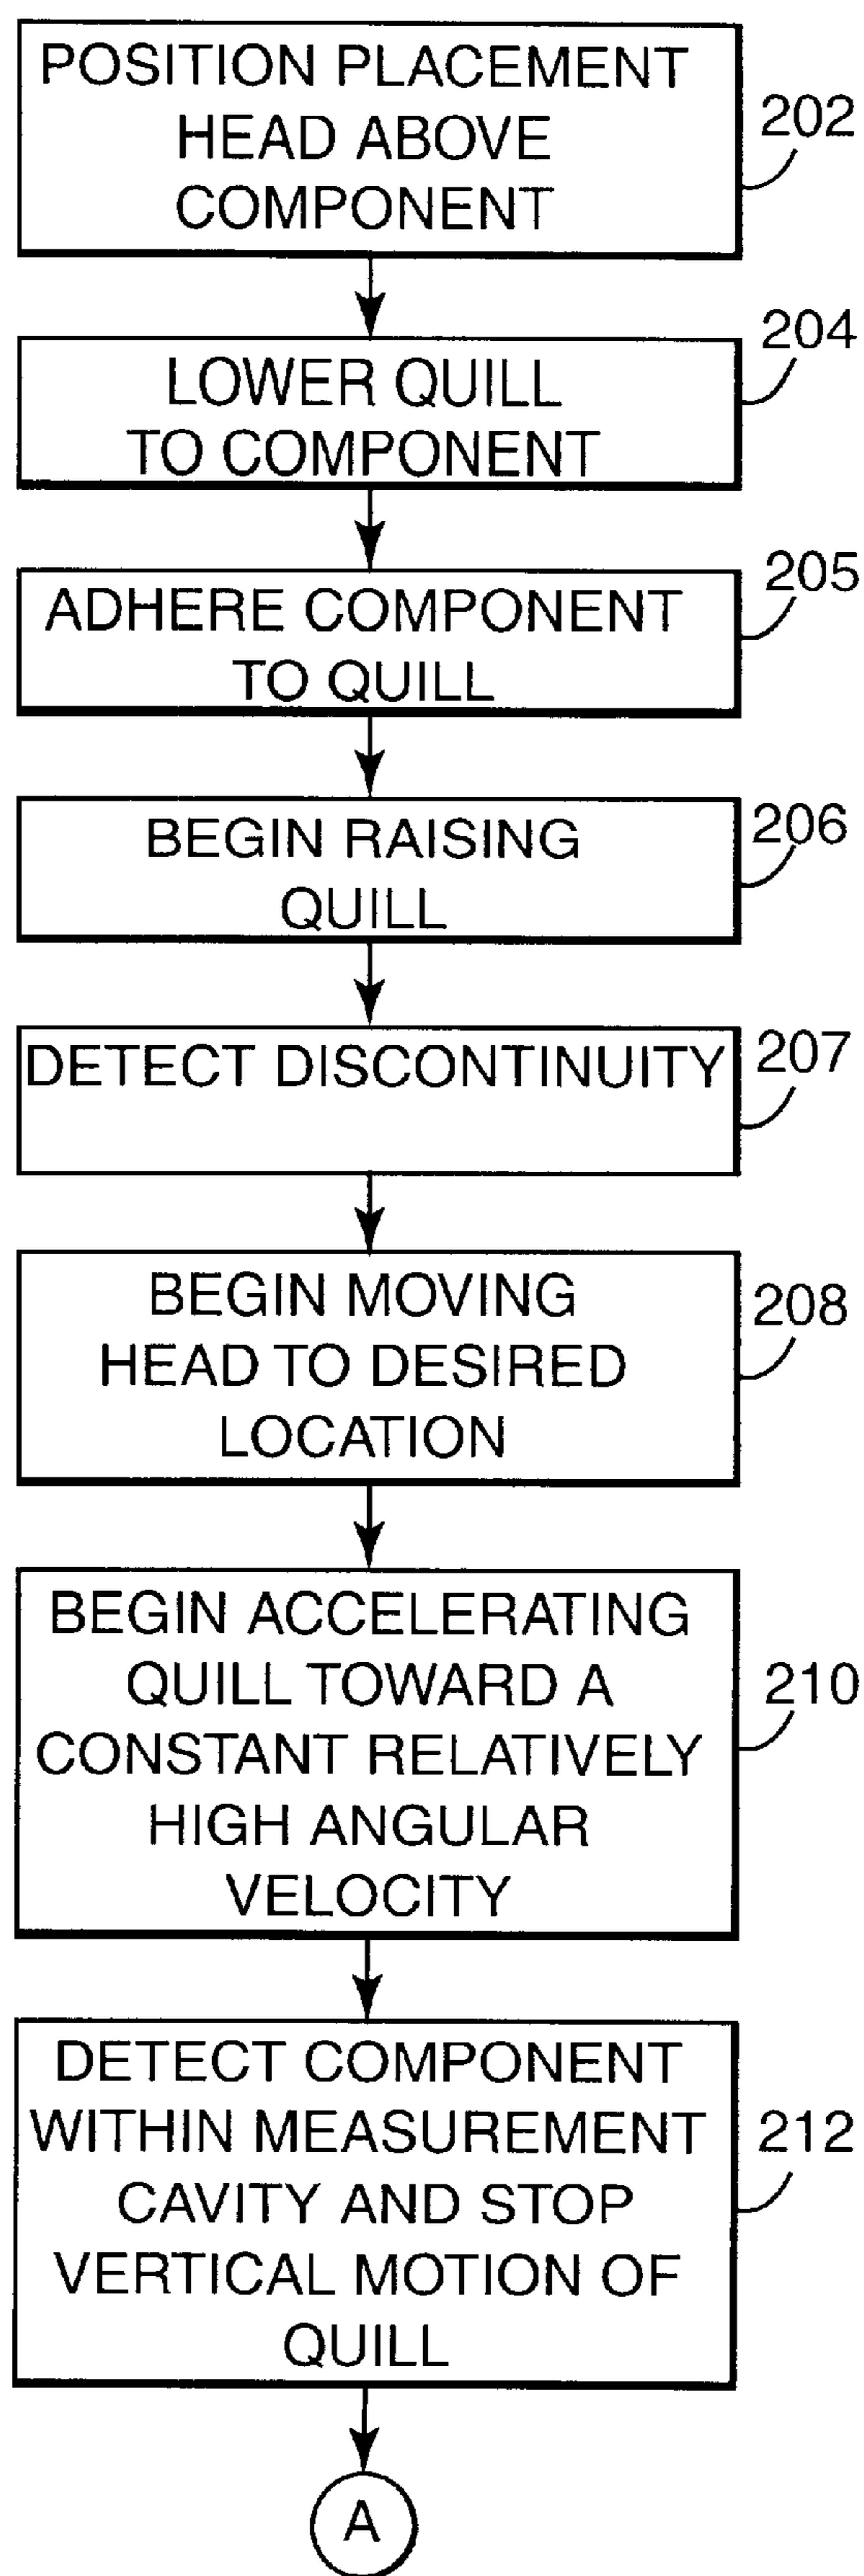 POSITION PLACEMENT
HEAD ABOVE
COMPONENT
202
LOWER QUILL
TO COMPONENT
204
ADHERE COMPONENT
TO QUILL
205
BEGIN RAISING
QUILL
206
DETECT DISCONTINUITY
207
BEGIN MOVING
HEAD TO DESIRED
LOCATION
208
BEGIN ACCELERATING
QUILL TOWARD A
CONSTANT RELATIVELY
HIGH ANGULAR
VELOCITY
210
DETECT COMPONENT
WITHIN MEASUREMENT
CAVITY AND STOP
VERTICAL MOTION OF
QUILL
212
A